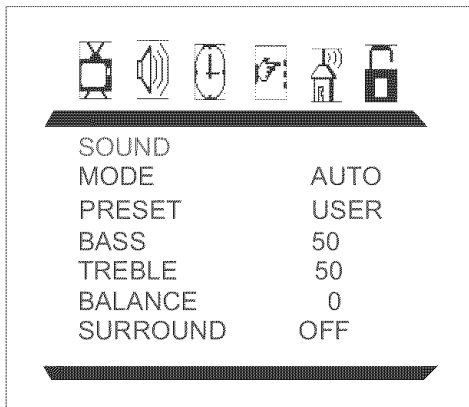 SOUND
MODE AUTO
PRESET USER
BASS 50
TREBLE 50
BALANCE 0
SURROUND OFF